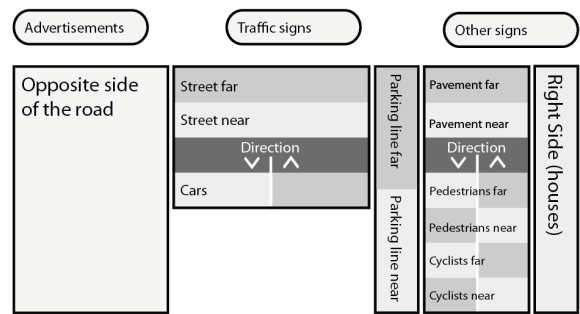 Advertisements
Traffic signs
Other signs
Opposite side
of the road
Street far
Street near
Direction
Cars
Parking line far
Parking line near
Pavement far
Pavement near
Direction
Pedestrians far
Pedestrians near
Cyclists far
Cyclists near
Right Side (houses)